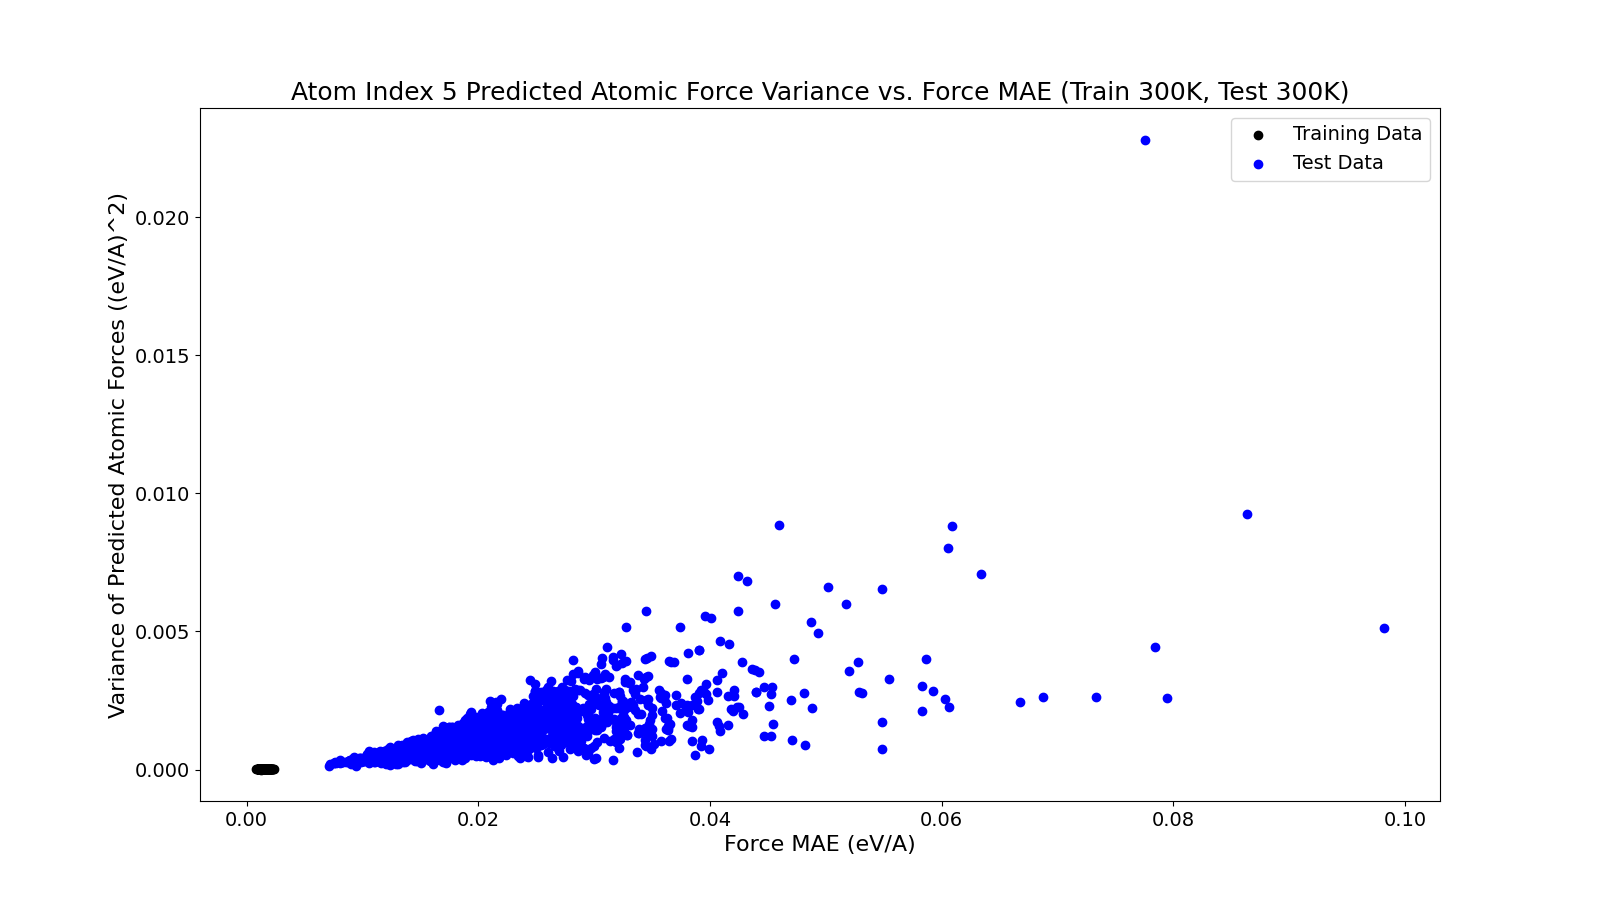 Atom Index 5 Predicted Atomic Force Variance vs. Force MAE (Train 300K, Test 300K)
Training Data
Test Data
Variance of Predicted Atomic Forces ((eV/A)^2)
0.020
0.015
0.010
0.005
0.000
0.00 0.02 0.04 0.06 0.08 0.10
Force MAE (eV/A)